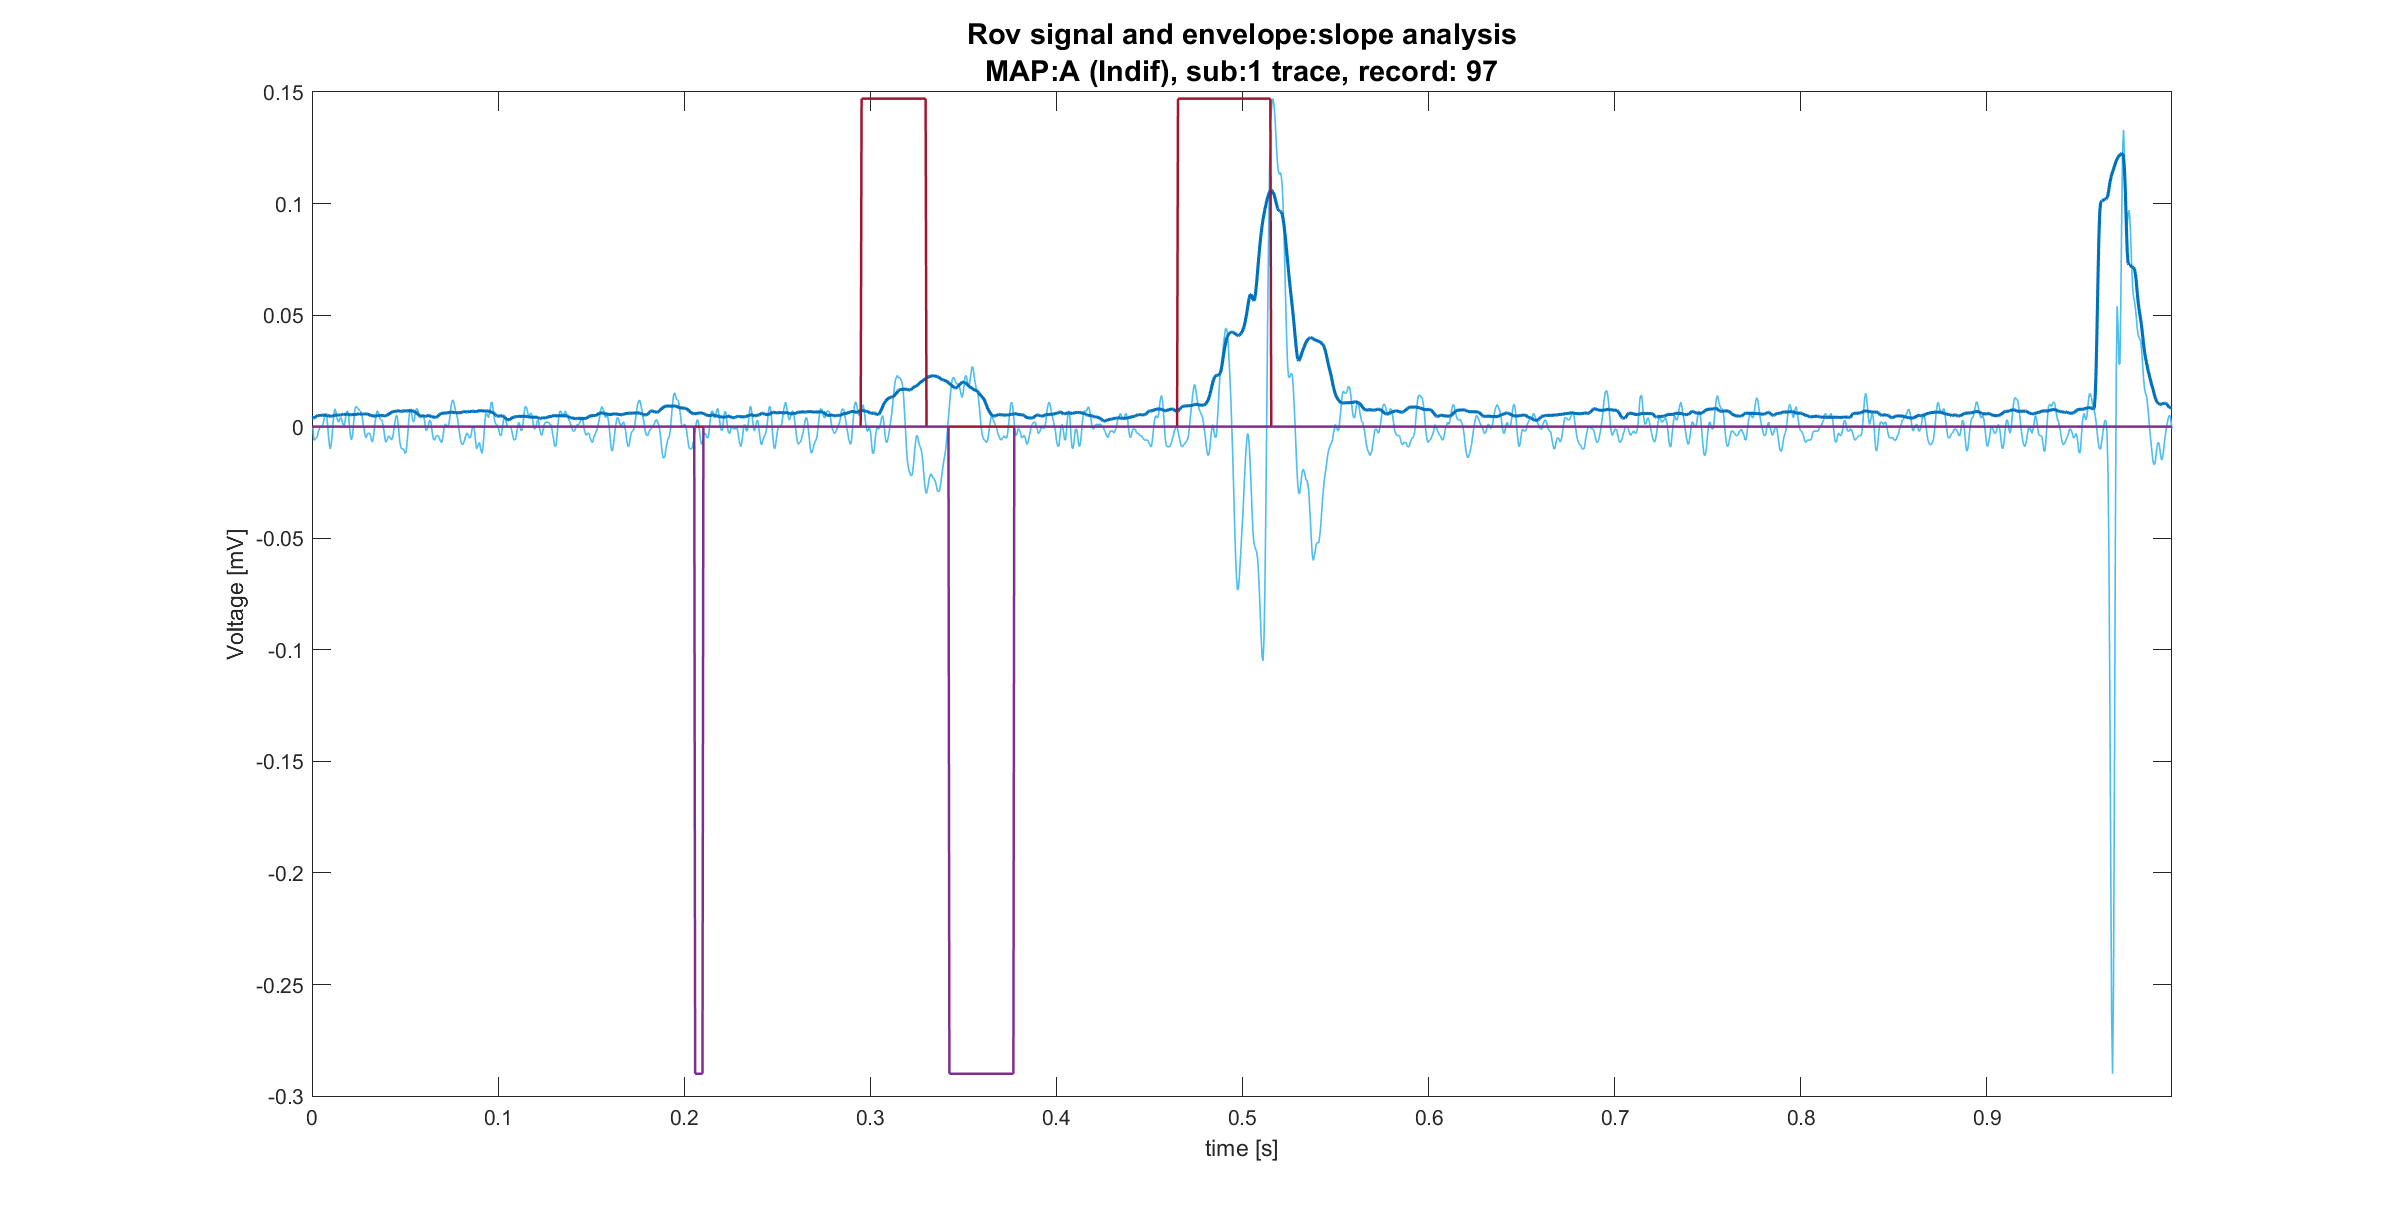 Rov signal and envelope:slope analysis
MAP:A (Indif), sub:1 trace, record: 97
0.15
0.1
0.05
0
-0.05
-0.1
-0.15
-0.2
-0.25
-0.3
Voltage [mV]
0 0.1 0.2 0.3 0.4 0.5 0.6 0.7 0.8 0.9
time [s]